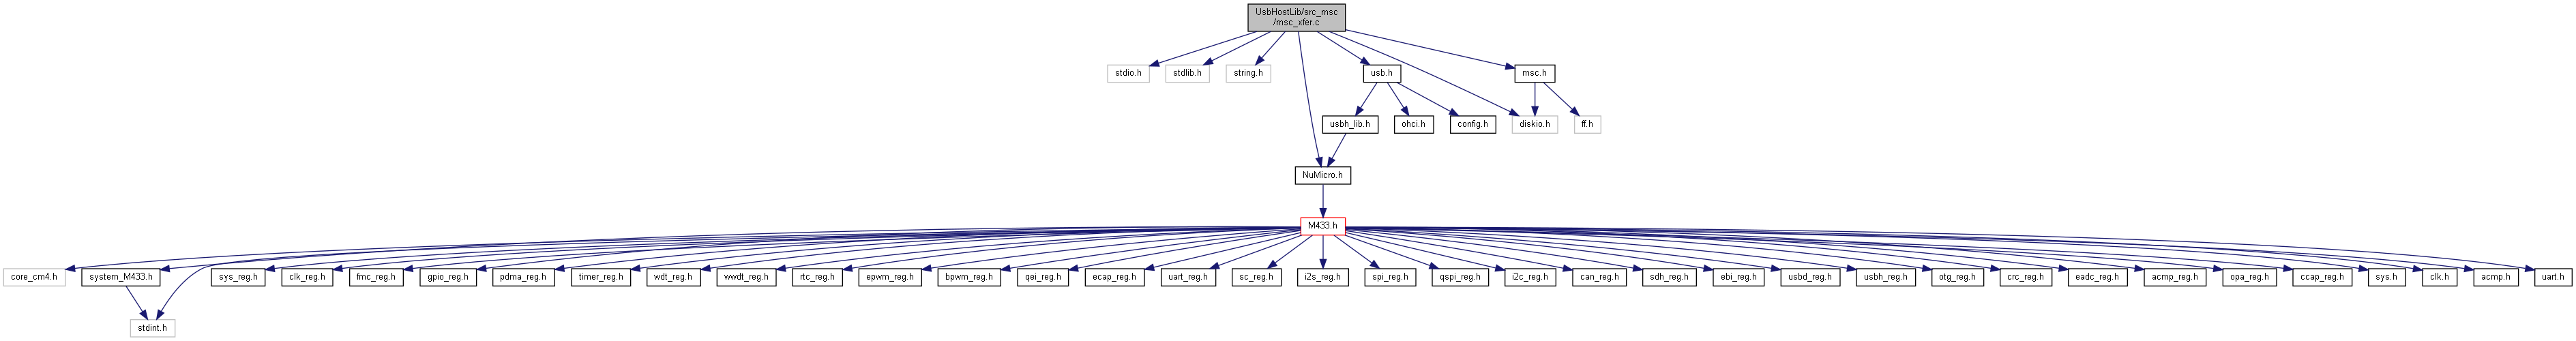 UsbHostLib/src_msc
/msc_xfer.c
stdio.h
stdlib.h
string.h
usb.h
msc.h
usbh_lib.h
ohci.h
config.h
diskio.h
ff.h
NuMicro.h
M433.h
core_cm4.h
system_M433.h
sys_reg.h
clk_reg.h
fmc_reg.h
gpio_reg.h
pdma_reg.h
timer_reg.h
wdt_reg.h
wwdt_reg.h
rtc_reg.h
epwm_reg.h
bpwm_reg.h
qei_reg.h
ecap_reg.h
uart_reg.h
sc_reg.h
i2s_reg.h
spi_reg.h
qspi_reg.h
i2c_reg.h
can_reg.h
sdh_reg.h
ebi_reg.h
usbd_reg.h
usbh_reg.h
otg_reg.h
crc_reg.h
eadc_reg.h
acmp_reg.h
opa_reg.h
ccap_reg.h
sys.h
clk.h
acmp.h
uart.h
stdint.h